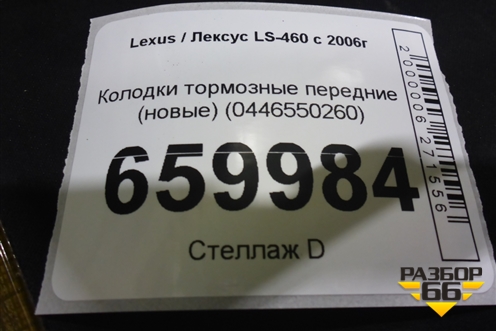 Lexus / Лексус LS-460 с 2006г
Колодки тормозные передние
(новые) (0446550260)
659984
Стеллаж D
2000006271556
РАЗБОР
66